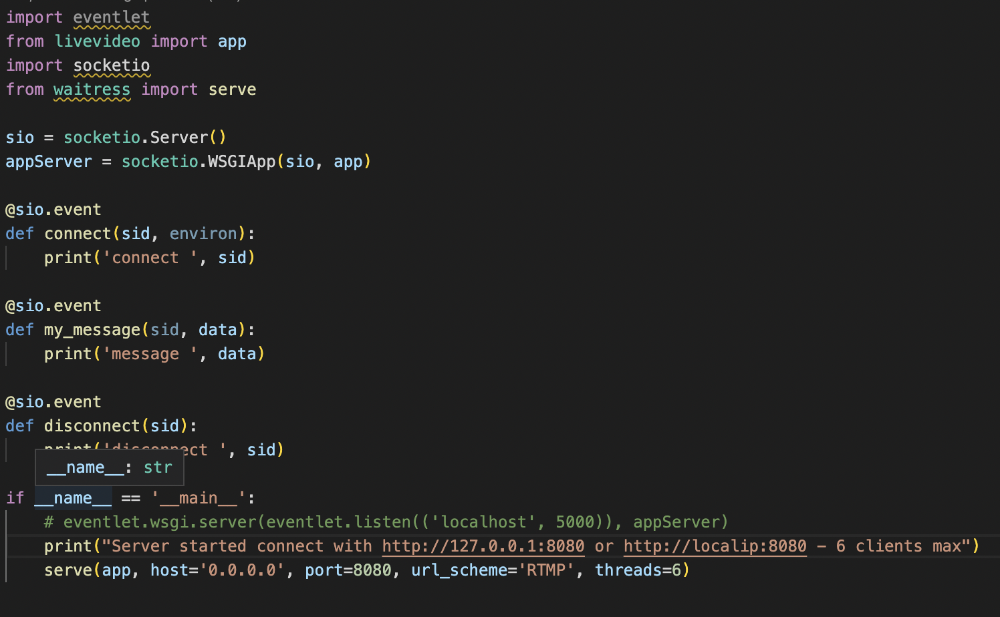 import eventlet
from livevideo import app
import socketio
from waitress import serve
sio = socketio.Server()
appServer = socketio.WSGIApp(sio, app)
@sio.event
def connect(sid, environ):
    print('connect ', sid)
@sio.event
def my_message(sid, data):
    print('message ', data)
@sio.event
def disconnect(sid):
    print('disconnect ', sid)
__name__: str
if __name__ == '__main__':
    # eventlet.wsgi.server(eventlet.listen(('localhost', 5000)), appServer)
    print("Server started connect with http://127.0.0.1:8080 or http://localip:8080 - 6 clients max")
    serve(app, host='0.0.0.0', port=8080, url_scheme='RTMP', threads=6)